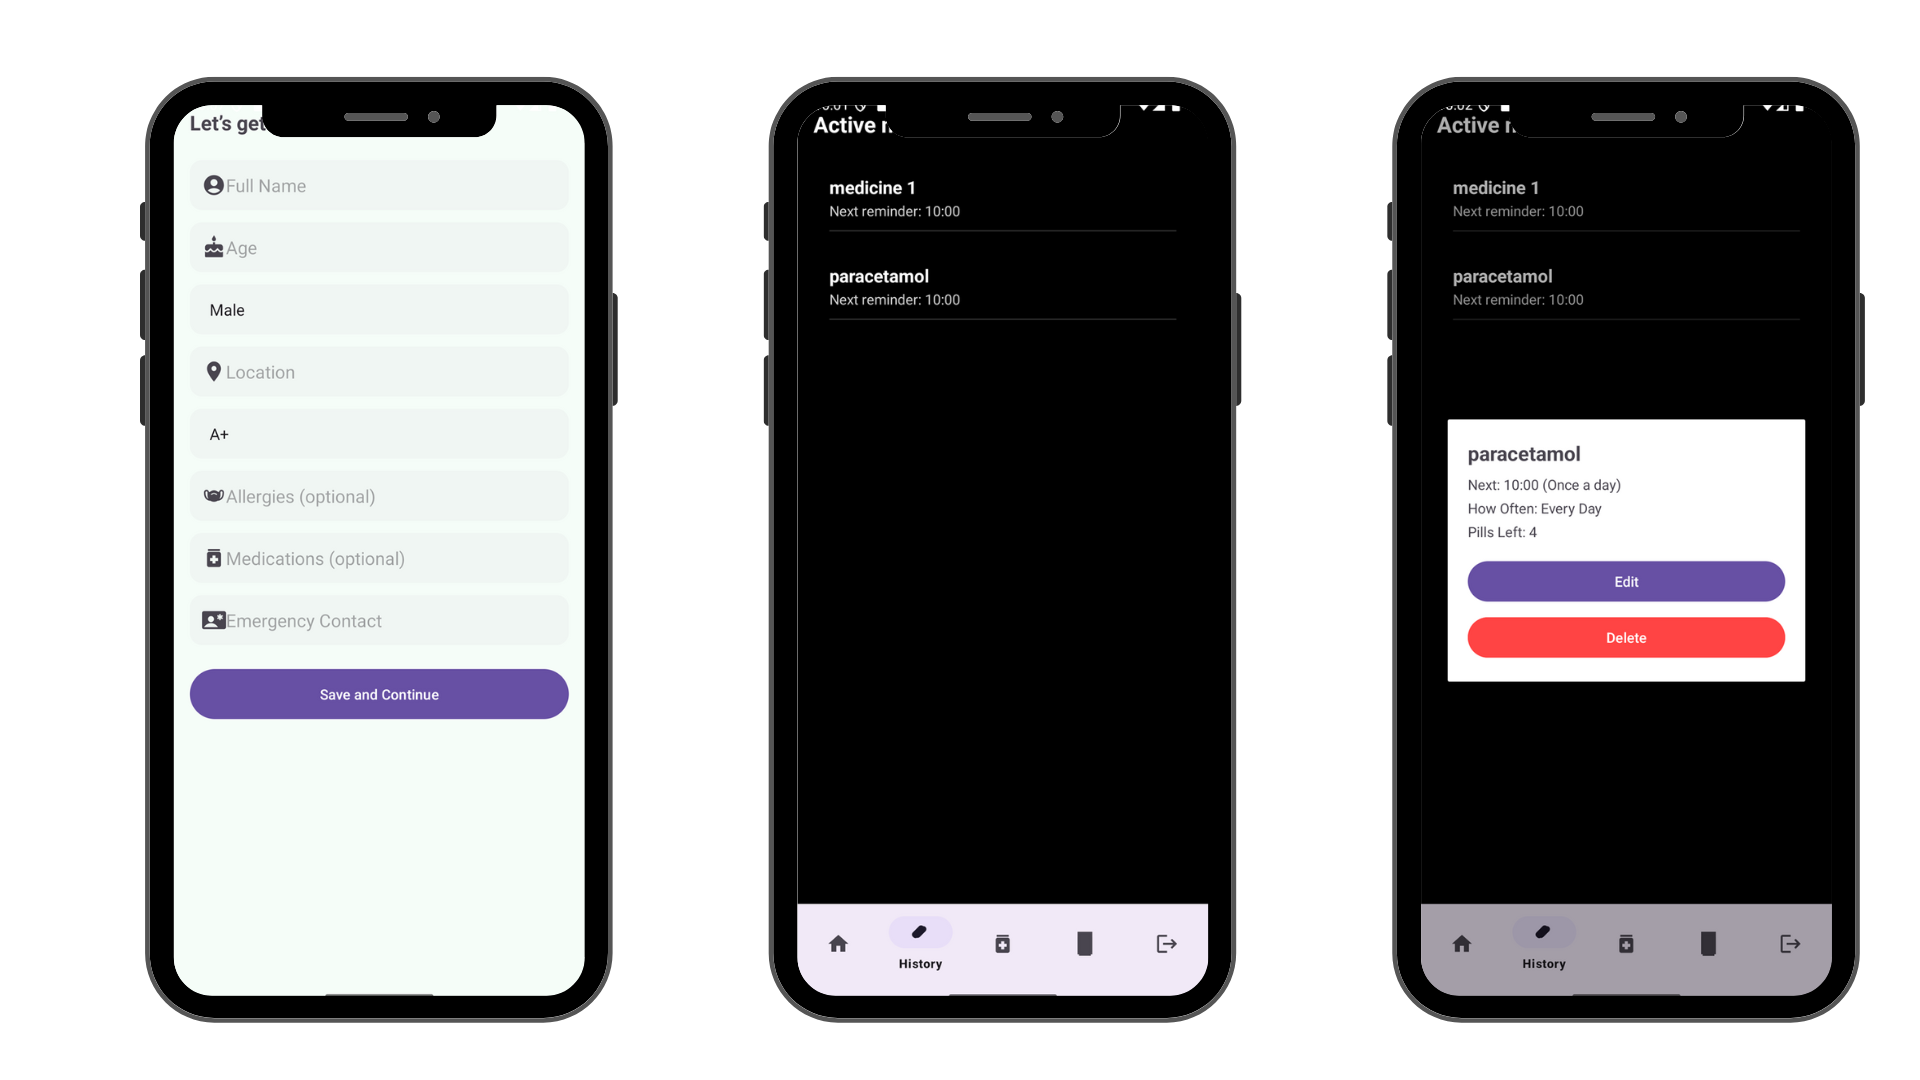 Let's get
Full Name
Age
Male
Location
A+
Allergies (optional)
Medications (optional)
Emergency Contact
Save and Continue
Active
medicine 1
Next reminder: 10:00
paracetamol
Next reminder: 10:00
History
Active
medicine 1
Next reminder: 10:00
paracetamol
Next reminder: 10:00
paracetamol
Next: 10:00 (Once a day)
How Often: Every Day
Pills Left: 4
Edit
Delete
History